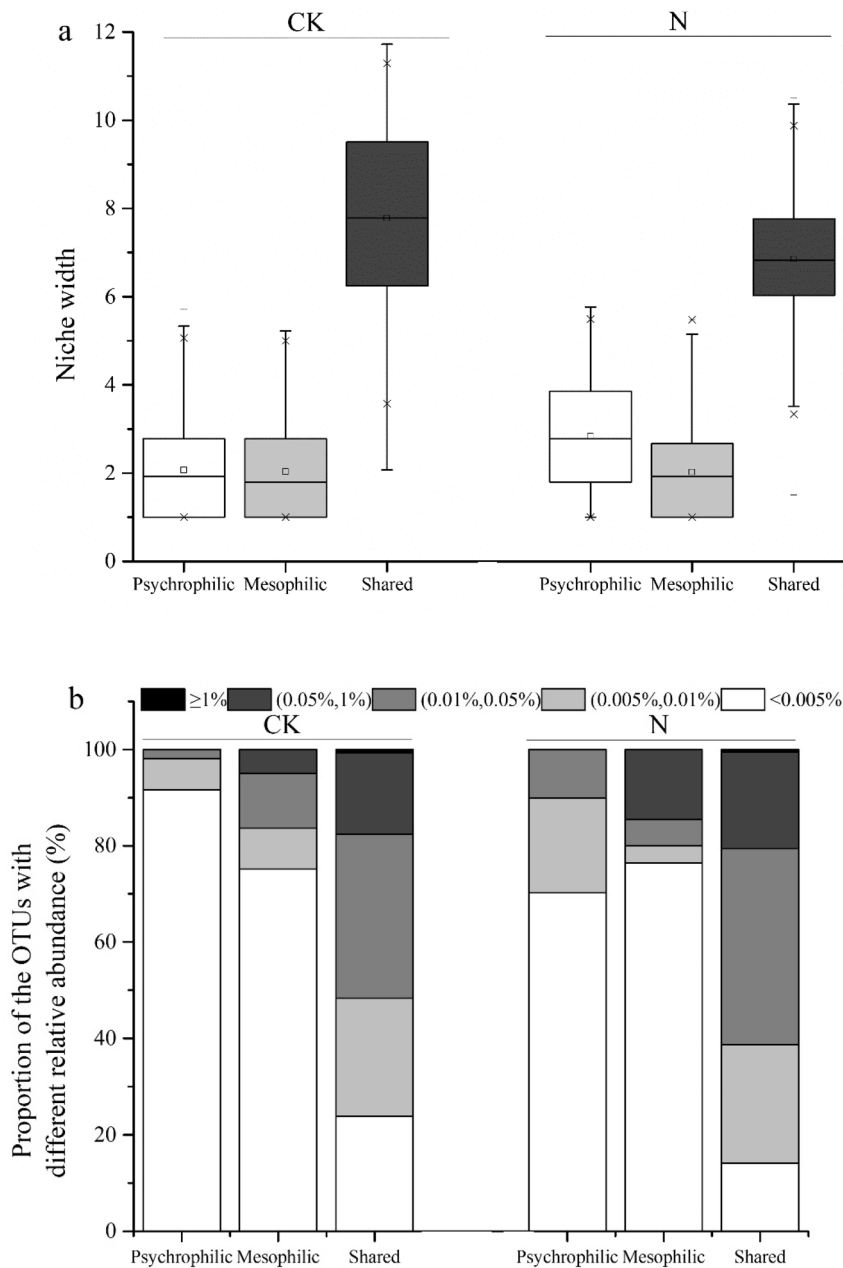 a
CK
N
12
10
8
6
4
2
0
Niche width
Psychrophilic Mesophilic Shared
Psychrophilic Mesophilic Shared
b
≥1% (0.05%,1%) (0.01%,0.05%) (0.005%,0.01%) <0.005%
CK
N
100
80
60
40
20
0
Proportion of the OTUs with
different relative abundance (%)
Psychrophilic Mesophilic Shared
Psychrophilic Mesophilic Shared